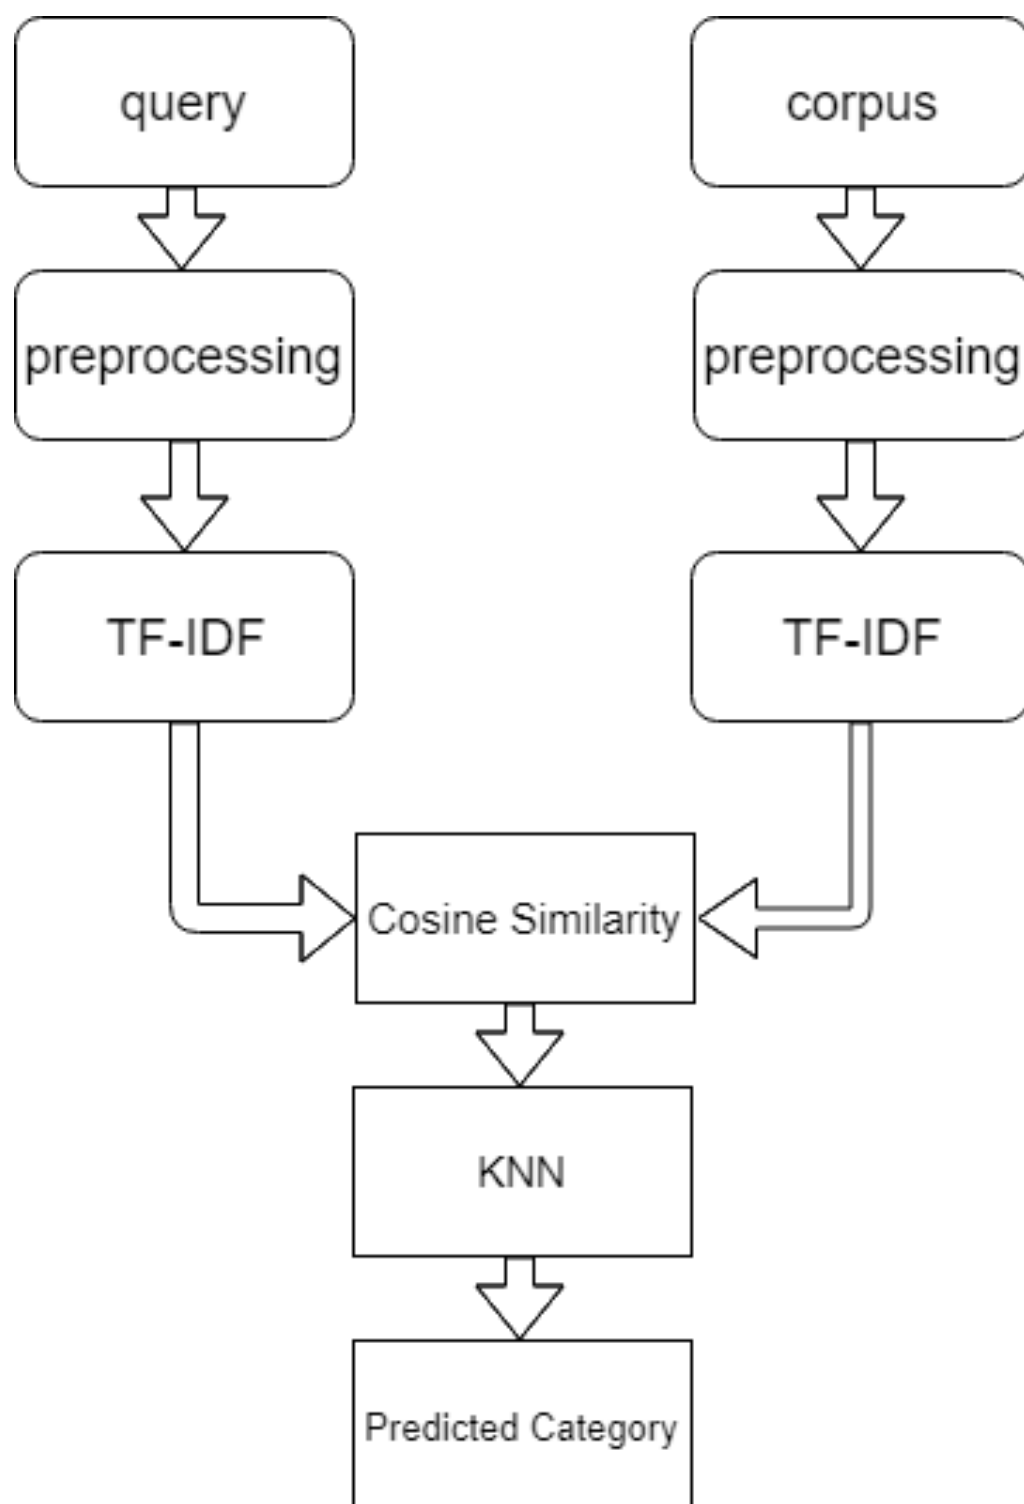 query
corpus
preprocessing
preprocessing
TF-IDF
TF-IDF
Cosine Similarity
KNN
Predicted Category